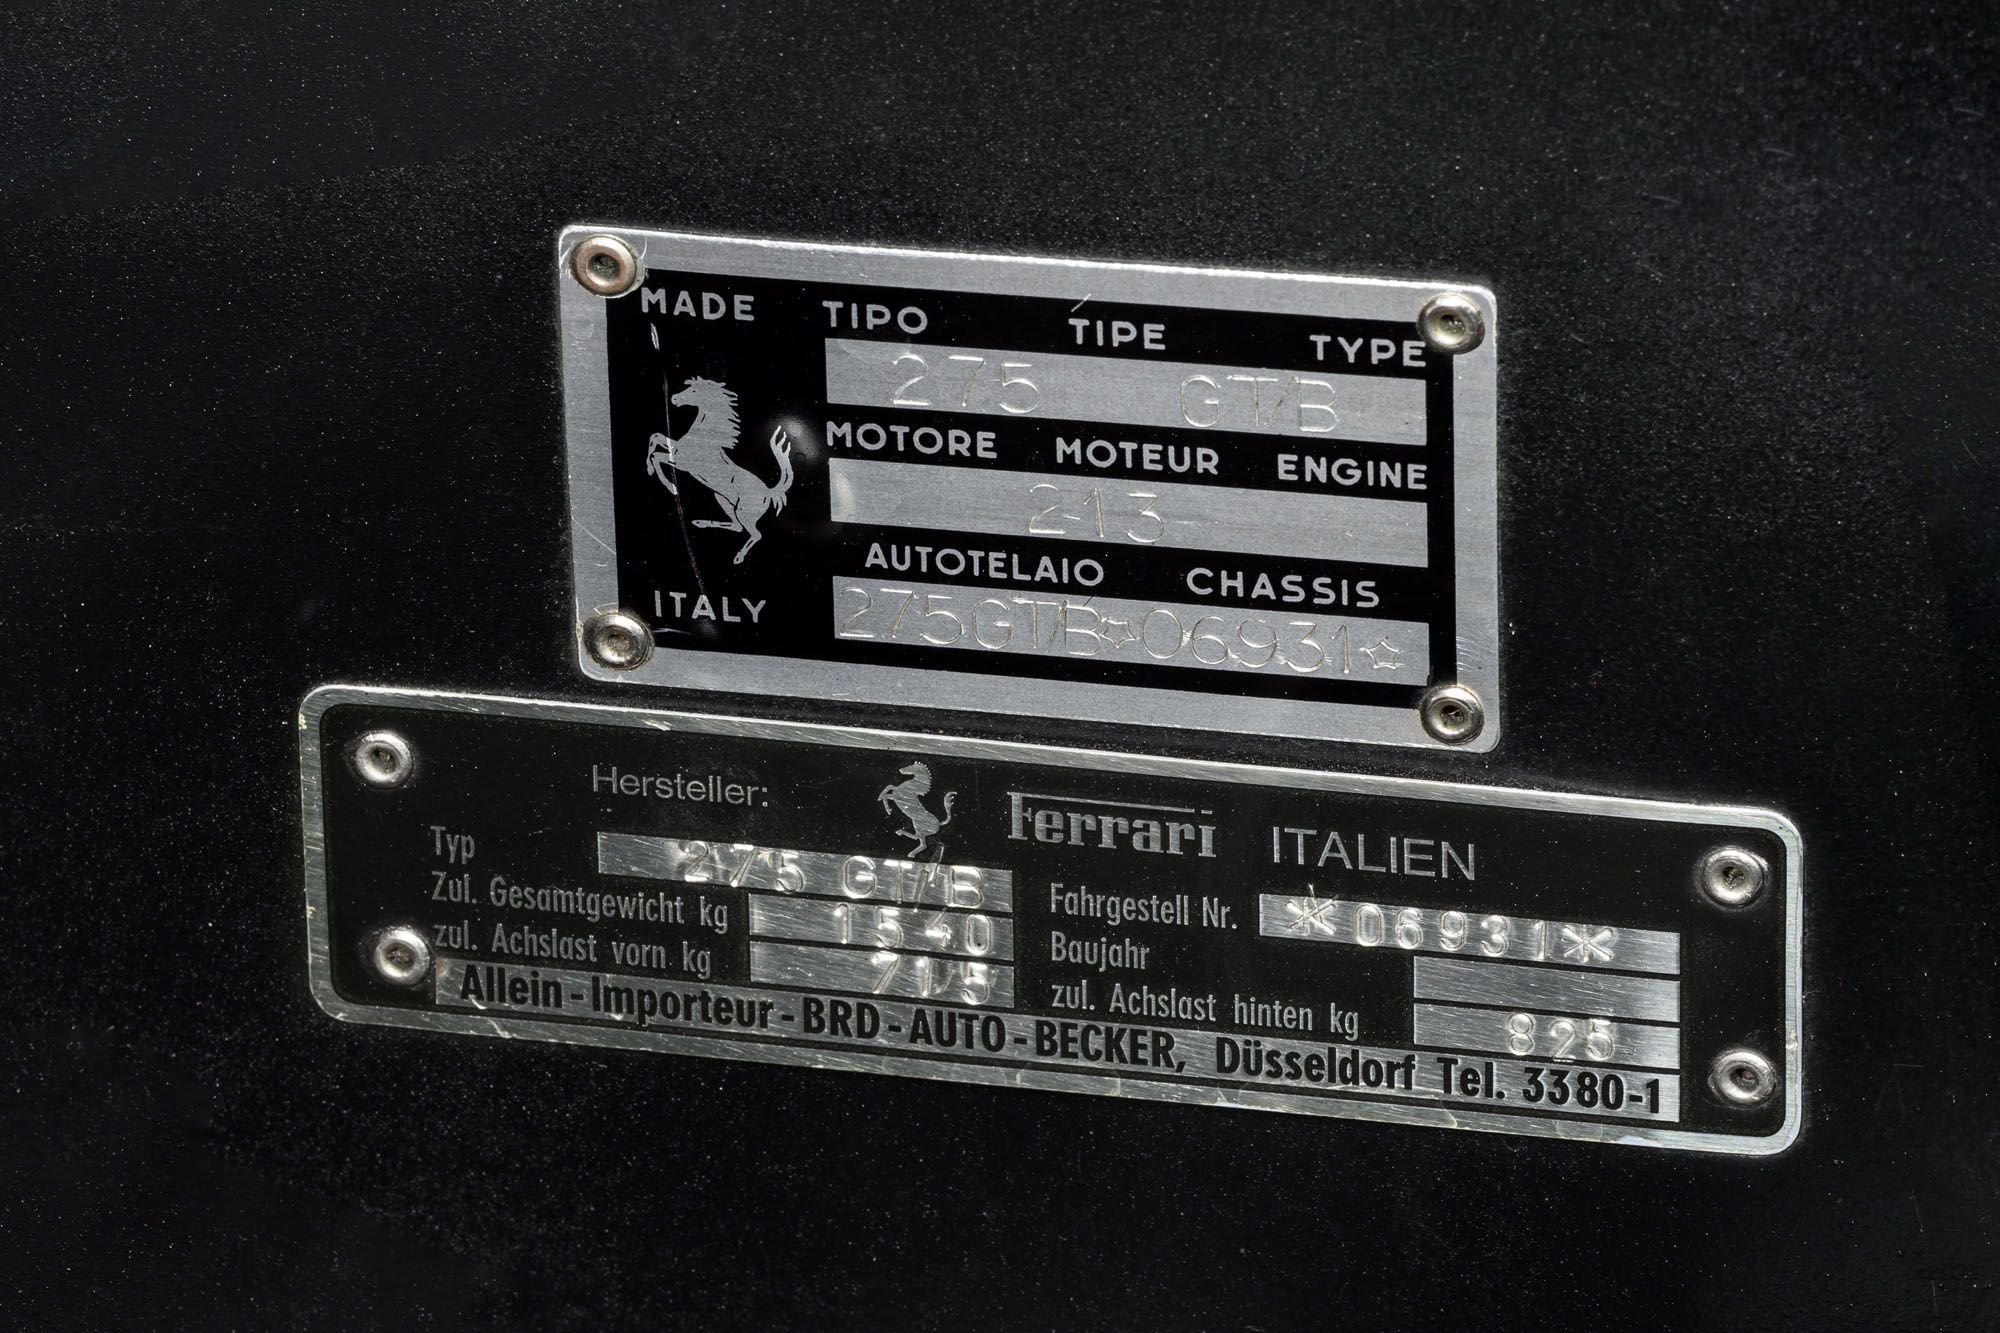 MADE TIPO TIPE TYPE
275 GT/B
MOTORE MOTEUR ENGINE
213
AUTOTELAIO CHASSIS
ITALY 275GT/B☆06931☆
Hersteller: Ferrari ITALIEN
Typ 275 GT/B
Fahrgestell Nr. *06931*
Zul. Gesamtgewicht kg 1540
Baujahr
zul. Achslast vorn kg 715
zul. Achslast hinten kg 825
Allein-Importeur-BRD-AUTO-BECKER, Düsseldorf Tel. 3380-1